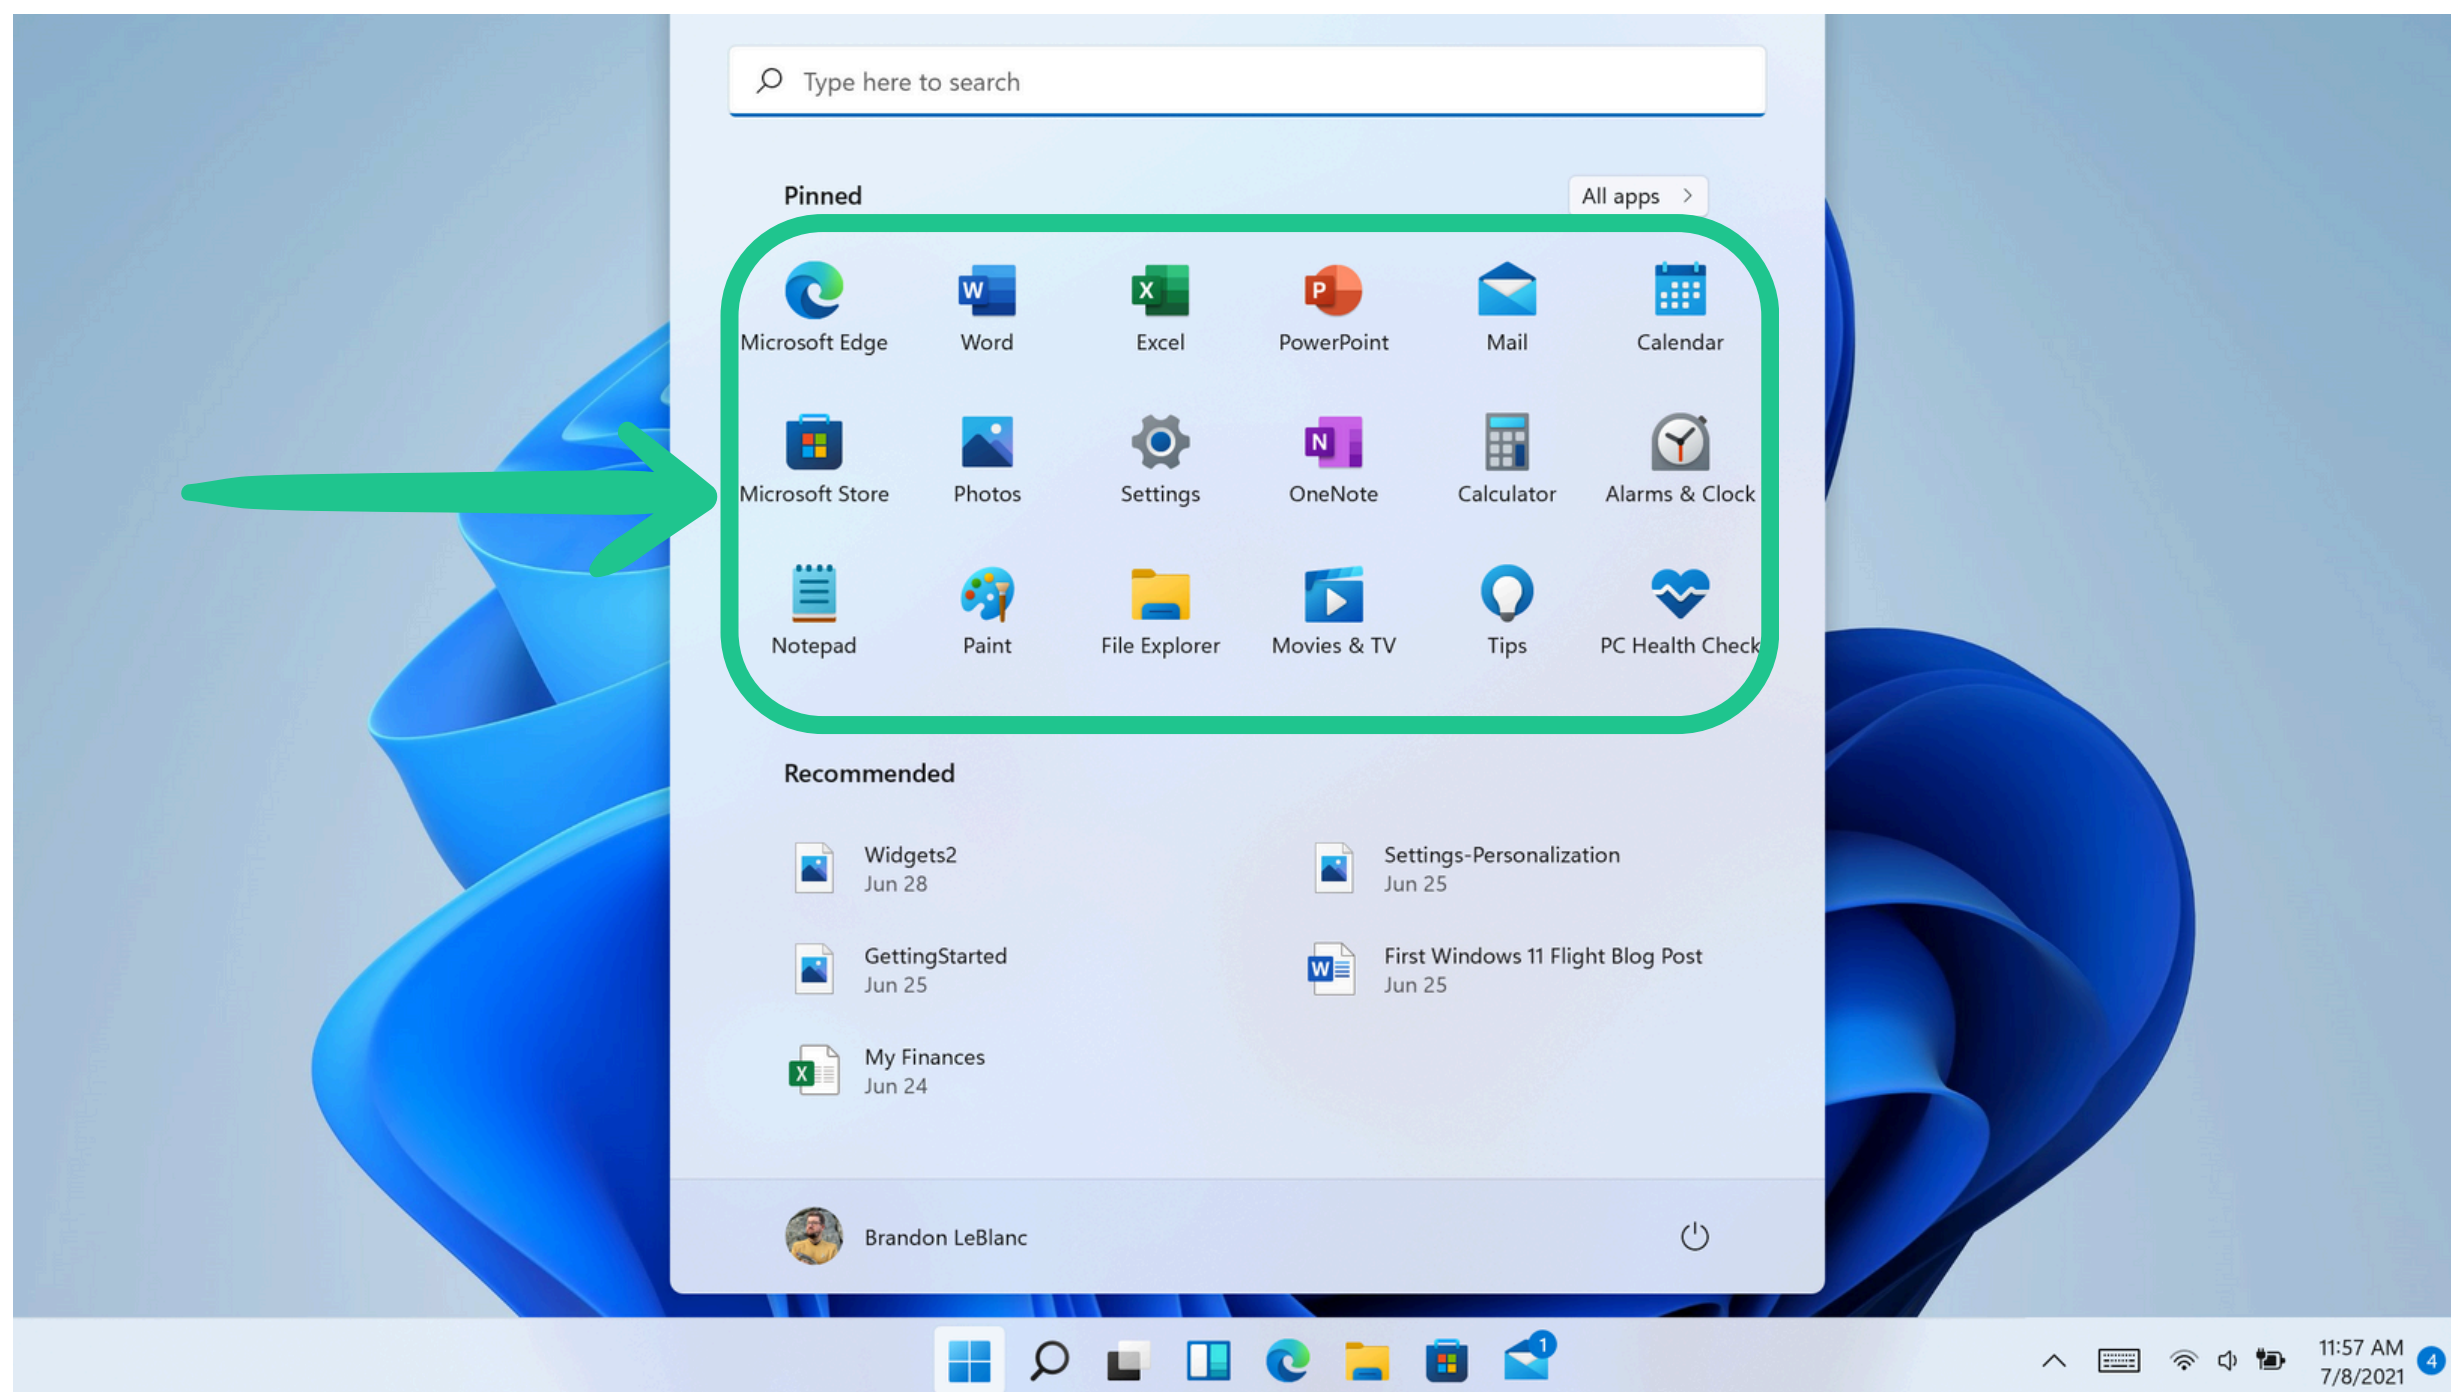 Type here to search
Pinned
All apps
Microsoft Edge
Word
Excel
PowerPoint
Mail
Calendar
Microsoft Store
Photos
Settings
OneNote
Calculator
Alarms & Clock
Notepad
Paint
File Explorer
Movies & TV
Tips
PC Health Check
Recommended
Widgets2
Jun 28
Settings-Personalization
Jun 25
GettingStarted
Jun 25
First Windows 11 Flight Blog Post
Jun 25
My Finances
Jun 24
Brandon LeBlanc
1
11:57 AM
7/8/2021
4